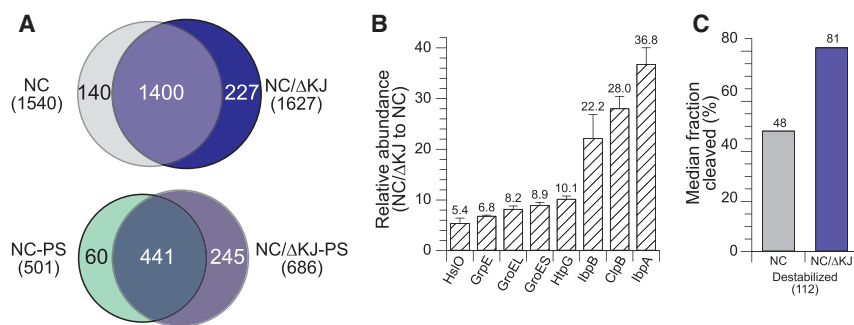 A
NC
(1540)
140
1400
227
NC/ΔKJ
(1627)
NC-PS
(501)
60
441
245
NC/ΔKJ-PS
(686)
B
Relative abundance
(NC/ΔKJ to NC)
40
30
20
10
0
5.4
6.8
8.2
8.9
10.1
22.2
28.0
36.8
HslO
GrpE
GroEL
GroES
HtpG
IbpB
ClpB
IbpA
C
Median fraction
cleaved (%)
80
60
40
20
0
48
81
NC
NC/ΔKJ
Destabilized
(112)